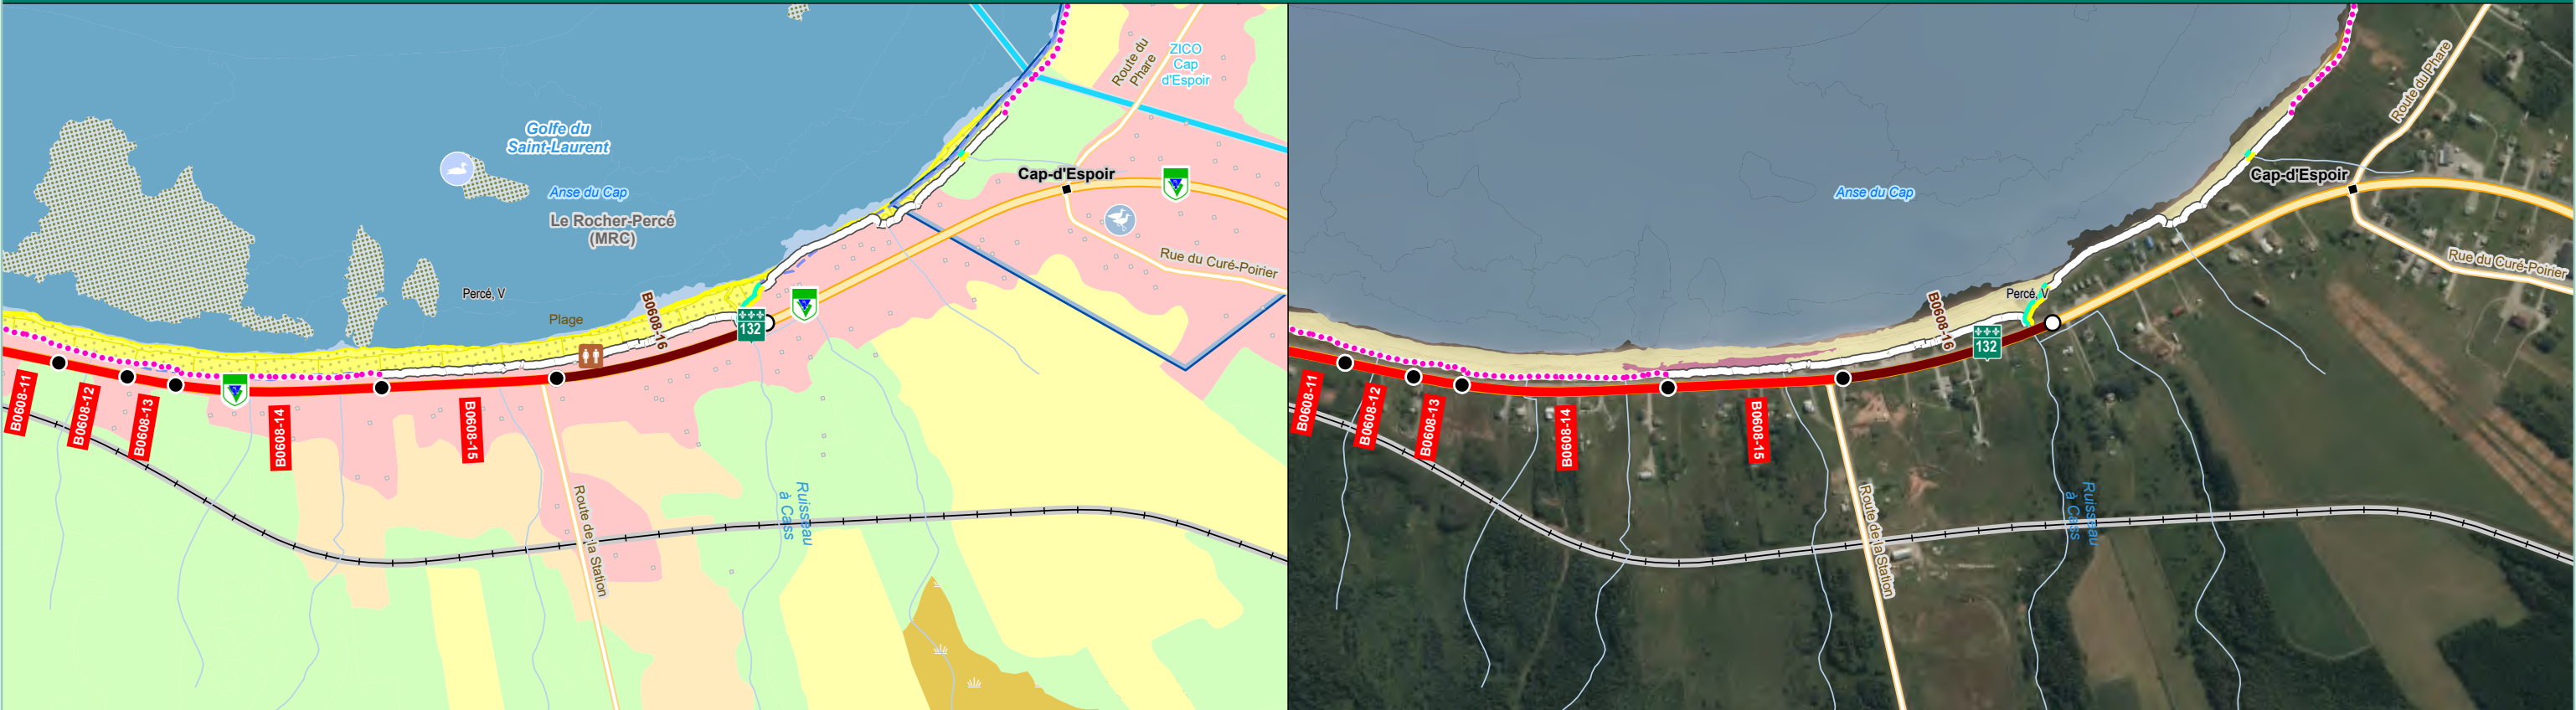 Route du
Phare
ZICO
Cap
d'Espoir
Golfe du
Saint-Laurent
Anse du Cap
Le Rocher-Percé
(MRC)
Cap-d'Espoir
Rue du Curé-Poirier
Percé, V
Plage
B0608-16
132
B0608-11
B0608-12
B0608-13
B0608-14
B0608-15
Route de la Station
Ruisseau
à Cass
Route du Phare
Anse du Cap
Cap-d'Espoir
Rue du Curé-Poirier
Percé, V
B0608-16
132
B0608-11
B0608-12
B0608-13
B0608-14
B0608-15
Route de la Station
Ruisseau
à Cass